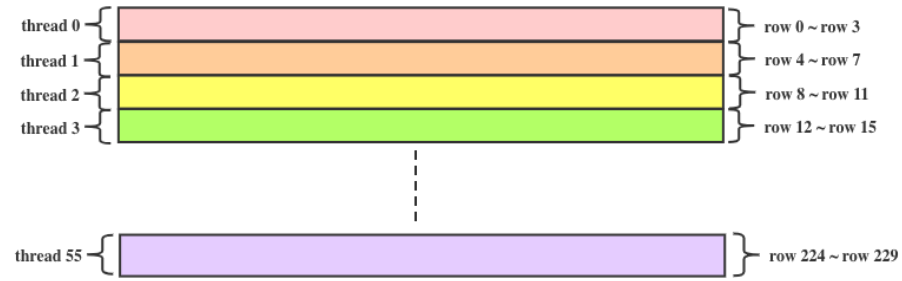 thread 0 row 0 ~ row 3
thread 1 row 4 ~ row 7
thread 2 row 8 ~ row 11
thread 3 row 12 ~ row 15
thread 55 row 224 ~ row 229